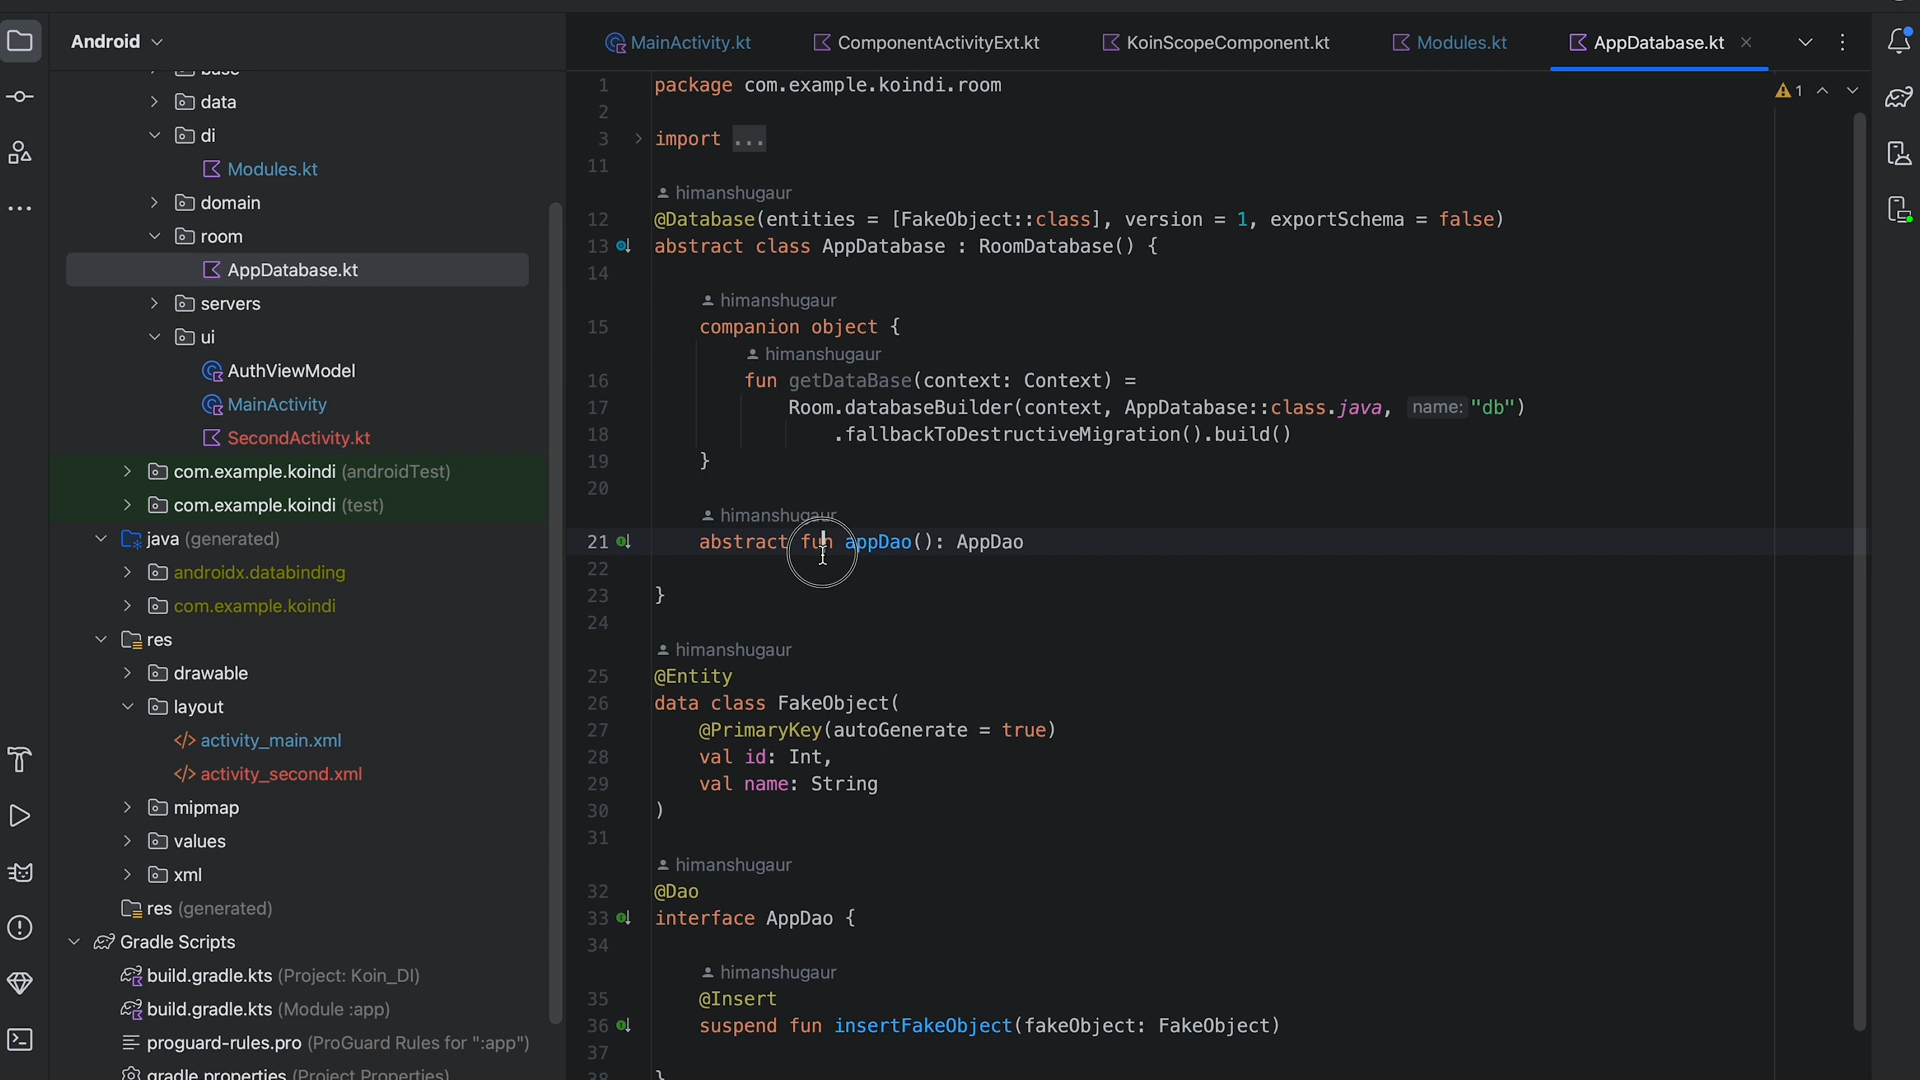 Android
MainActivity.kt
ComponentActivityExt.kt
KoinScopeComponent.kt
Modules.kt
AppDatabase.kt
base
data
di
Modules.kt
domain
room
AppDatabase.kt
servers
ui
AuthViewModel
MainActivity
SecondActivity.kt
com.example.koindi (androidTest)
com.example.koindi (test)
java (generated)
androidx.databinding
com.example.koindi
res
drawable
layout
</> activity_main.xml
</> activity_second.xml
mipmap
values
xml
res (generated)
Gradle Scripts
build.gradle.kts (Project: Koin_DI)
build.gradle.kts (Module :app)
proguard-rules.pro (ProGuard Rules for ":app")
gradle.properties (Project Properties)
1
1 package com.example.koindi.room
2
3 import ...
11
himanshugaur
12 @Database(entities = [FakeObject::class], version = 1, exportSchema = false)
13 abstract class AppDatabase : RoomDatabase() {
14
himanshugaur
15 companion object {
himanshugaur
16 fun getDataBase(context: Context) =
17 Room.databaseBuilder(context, AppDatabase::class.java, name: "db")
18 .fallbackToDestructiveMigration().build()
19 }
20
himanshugaur
21 abstract fun appDao(): AppDao
22
23 }
24
himanshugaur
25 @Entity
26 data class FakeObject(
27 @PrimaryKey(autoGenerate = true)
28 val id: Int,
29 val name: String
30 )
31
himanshugaur
32 @Dao
33 interface AppDao {
34
himanshugaur
35 @Insert
36 suspend fun insertFakeObject(fakeObject: FakeObject)
37
38 }